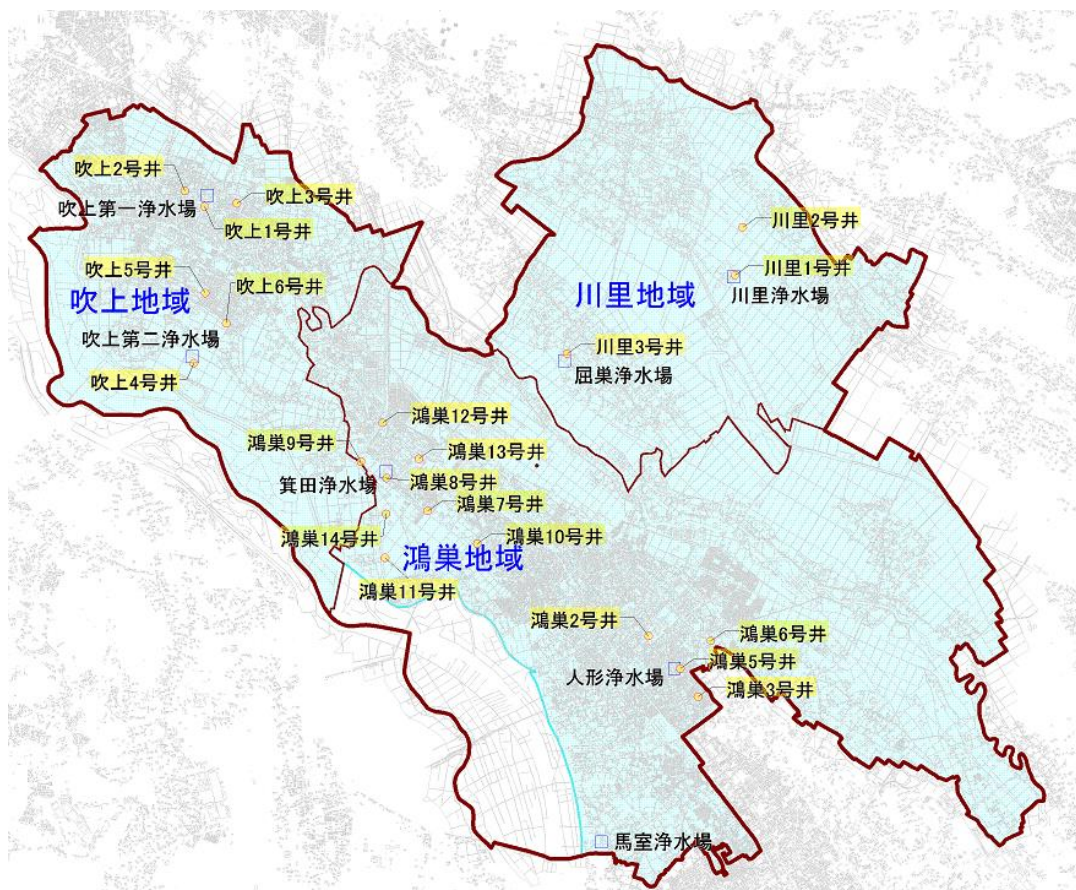 吹上2号井
吹上3号井
吹上第一浄水場
吹上1号井
川里2号井
吹上5号井
吹上6号井
川里1号井
吹上地域
川里地域
川里浄水場
吹上第二浄水場
川里3号井
吹上4号井
屈巣浄水場
鴻巣12号井
鴻巣9号井
鴻巣13号井
箕田浄水場
鴻巣8号井
鴻巣7号井
鴻巣14号井
鴻巣10号井
鴻巣地域
鴻巣11号井
鴻巣2号井
鴻巣6号井
人形浄水場
鴻巣5号井
鴻巣3号井
馬室浄水場